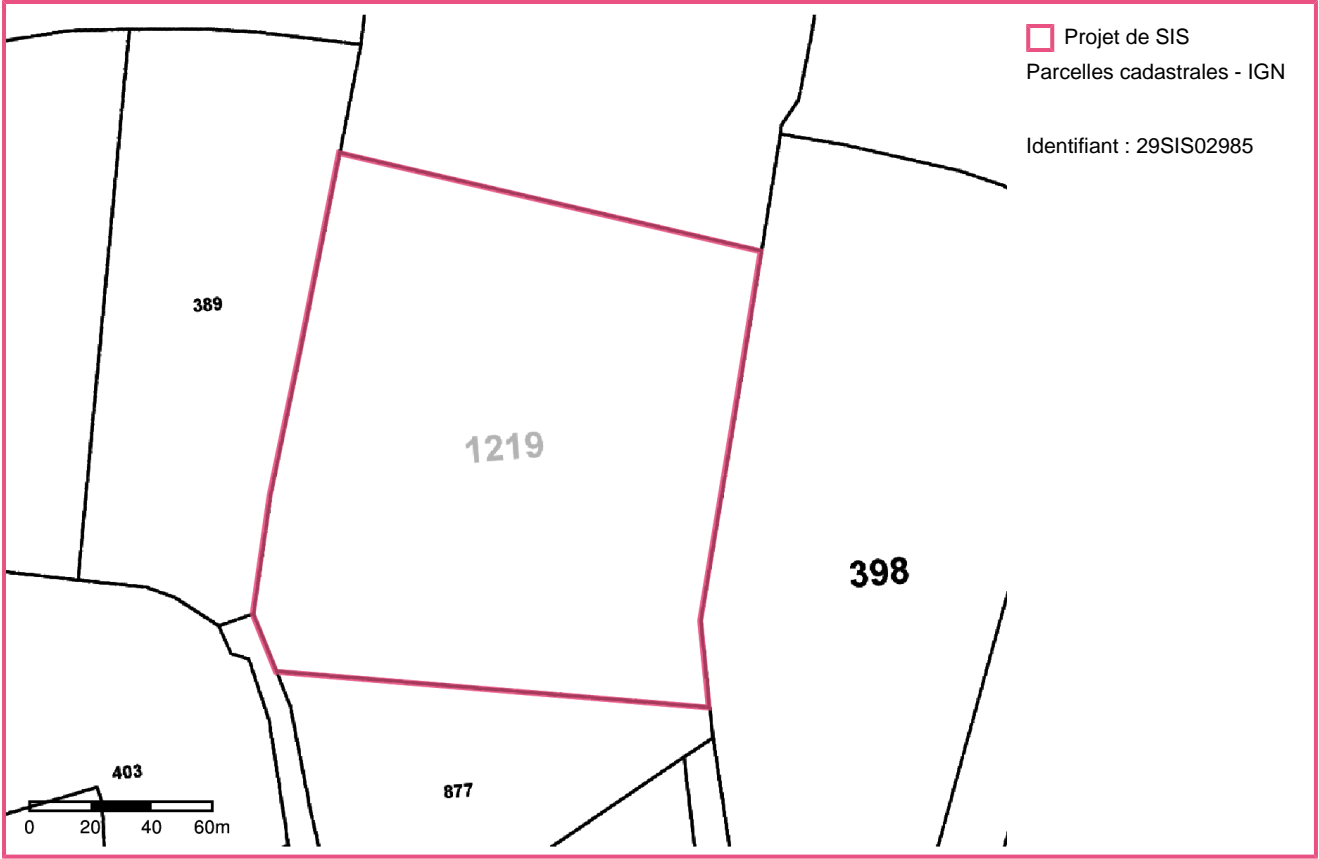 Projet de SIS
Parcelles cadastrales - IGN
Identifiant : 29SIS02985
389
1219
398
403
877
0 20 40 60m